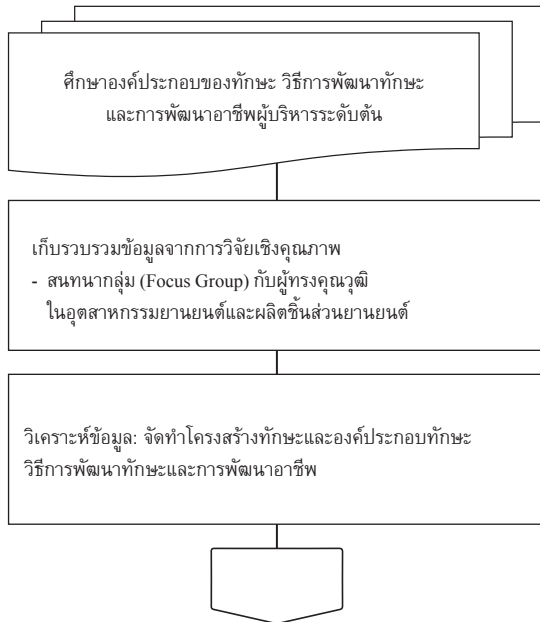 ศึกษาองค์ประกอบของทักษะ วิธีการพัฒนาทักษะ
และการพัฒนาอาชีพผู้บริหารระดับต้น
เก็บรวบรวมข้อมูลจากการวิจัยเชิงคุณภาพ
- สนทนากลุ่ม (Focus Group) กับผู้ทรงคุณวุฒิ
ในอุตสาหกรรมยานยนต์และผลิตชิ้นส่วนยานยนต์
วิเคราะห์ข้อมูล: จัดทำโครงสร้างทักษะและองค์ประกอบทักษะ
วิธีการพัฒนาทักษะและการพัฒนาอาชีพ